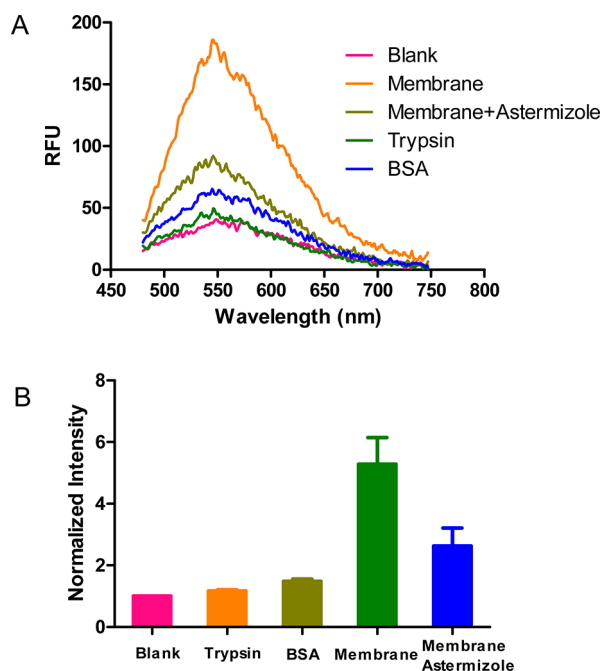 A
200
150
100
50
0
RFU
450 500 550 600 650 700 750 800
Wavelength (nm)
Blank
Membrane
Membrane+Astermizole
Trypsin
BSA
B
8
6
4
2
0
Normalized Intensity
Blank Trypsin BSA Membrane Membrane
Astermizole